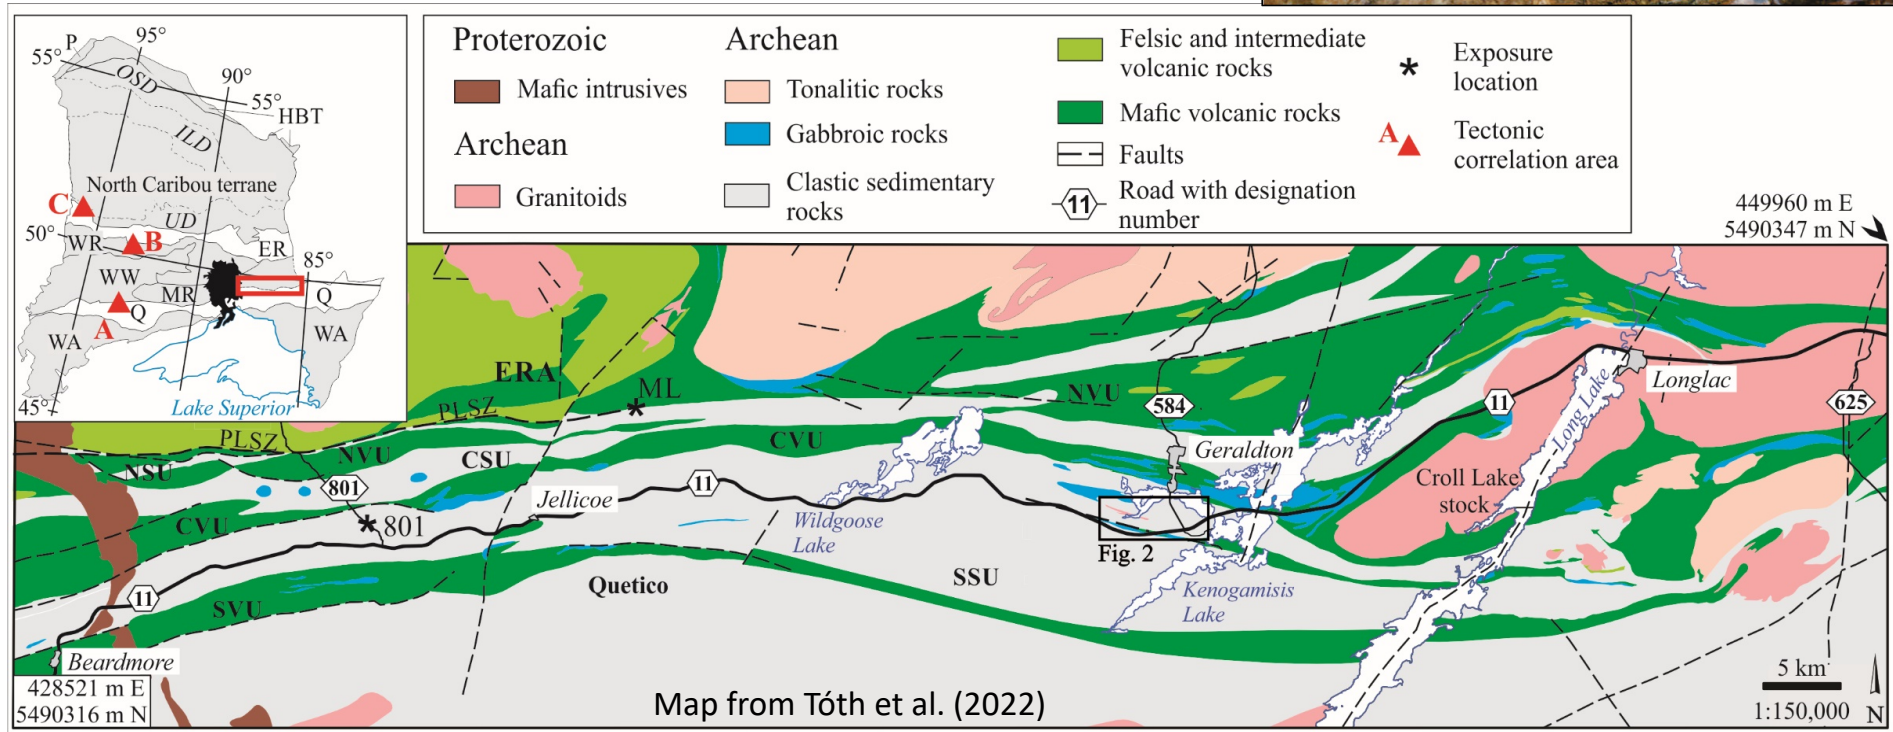 P
95°
55°
OSD
90°
55°
HBT
ILD
North Caribou terrane
C
UD
50°
WR
B
ER
85°
WW
MR
Q
Q
A
WA
WA
45°
Lake Superior
Proterozoic
Mafic intrusives
Archean
Granitoids
Archean
Tonalitic rocks
Gabbroic rocks
Clastic sedimentary
rocks
Felsic and intermediate
volcanic rocks
Mafic volcanic rocks
Faults
11
Road with designation
number
*
Exposure
location
A
Tectonic
correlation area
449960 m E
5490347 m N
ERA
ML
PLSZ
PLSZ
NVU
584
11
Longlac
625
Long Lake
NSU
NVU
CSU
CVU
Geraldton
801
11
Croll Lake
stock
CVU
801
Jellicoe
Wildgoose
Lake
Fig. 2
11
SVU
Quetico
SSU
Kenogamisis
Lake
Beardmore
428521 m E
5490316 m N
Map from Tóth et al. (2022)
5 km
1:150,000
N